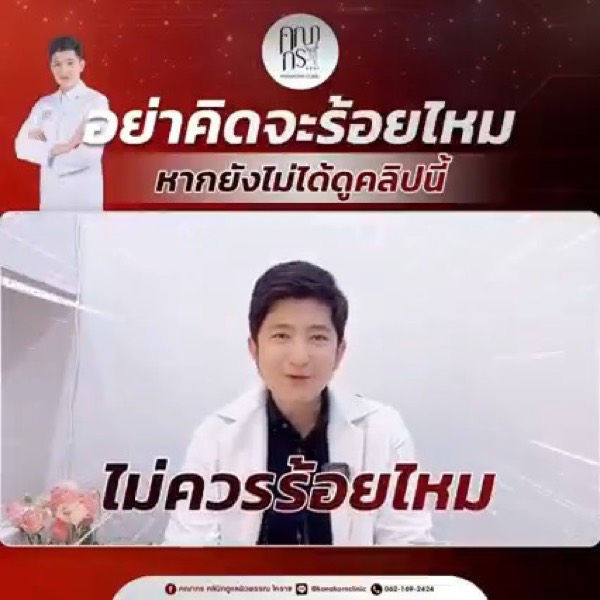 คณา
กร
อย่าคิดจะร้อยไหม
หากยังไม่ได้ดูคลิปนี้
ไม่ควรร้อยไหม
คณากร คลินิกดูแลผิวพรรณ โคราช @kanakornclinic 062-169-2424